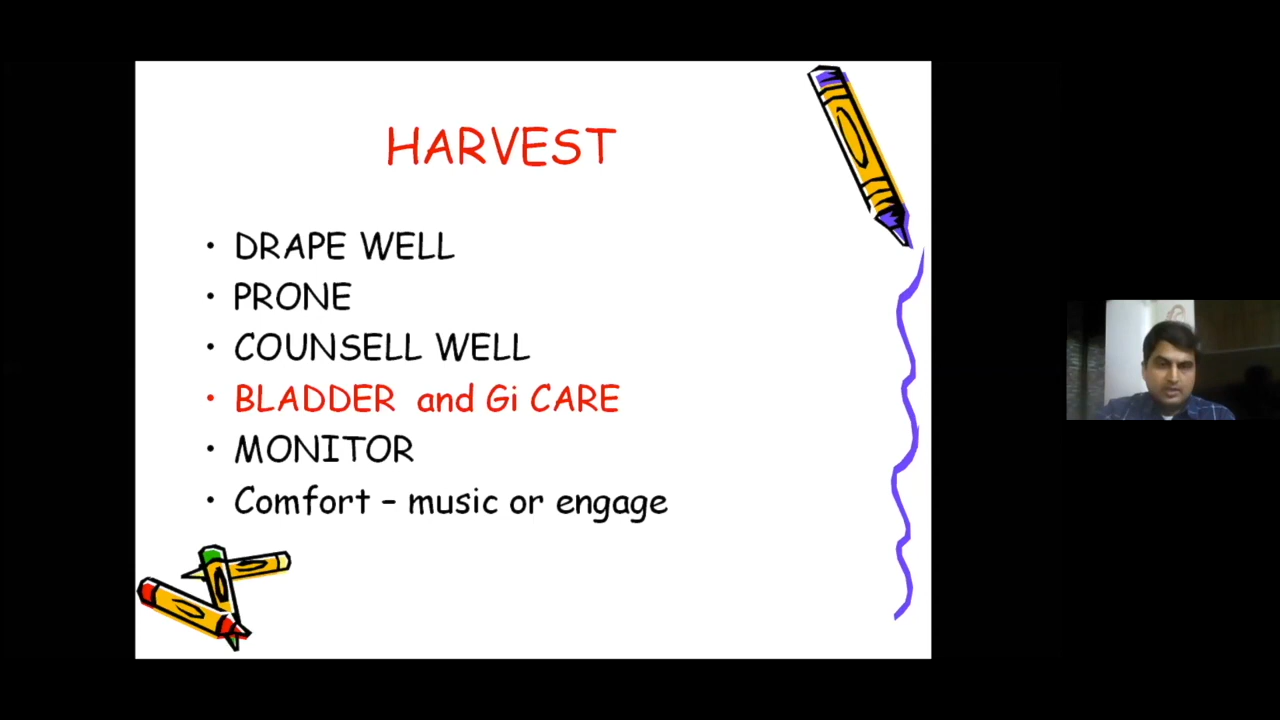 HARVEST
• DRAPE WELL
• PRONE
• COUNSELL WELL
• BLADDER and Gi CARE
• MONITOR
• Comfort – music or engage